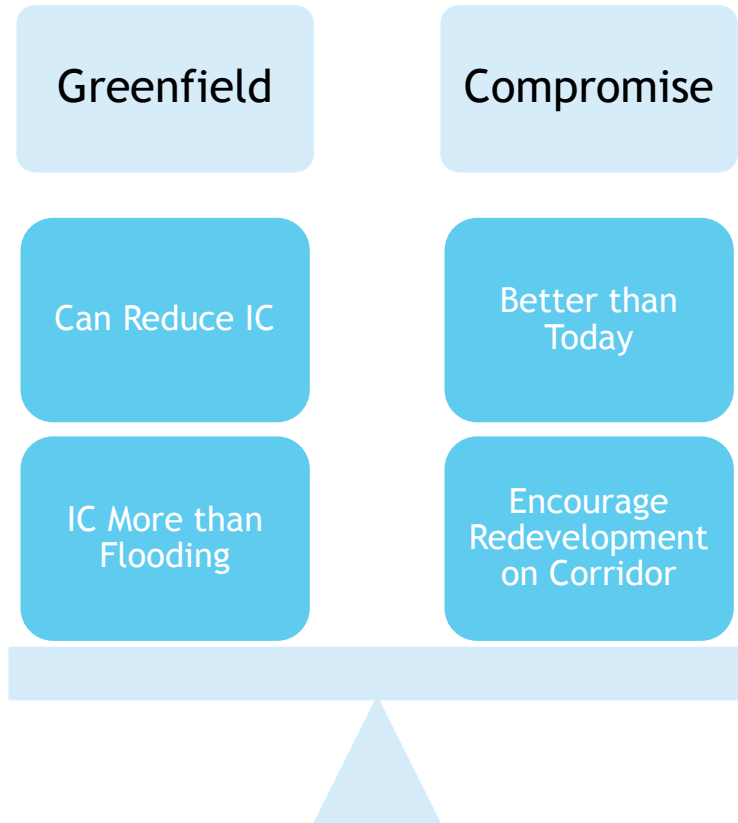 Greenfield
Can Reduce IC
IC More than
Flooding
Compromise
Better than
Today
Encourage
Redevelopment
on Corridor